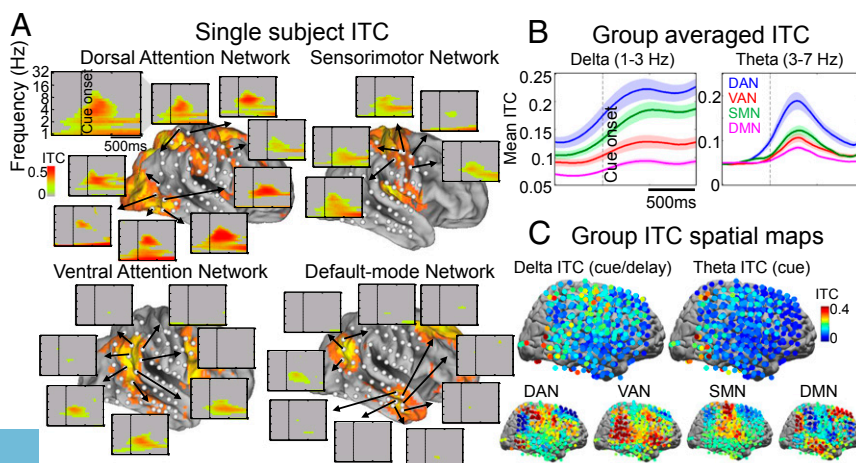 A
Single subject ITC
Dorsal Attention Network
Sensorimotor Network
Frequency (Hz)
32
16
8
4
2
1
Cue onset
500ms
ITC
0.5
0
Ventral Attention Network
Default-mode Network
B
Group averaged ITC
Delta (1-3 Hz)
Theta (3-7 Hz)
Mean ITC
0.25
0.2
0.15
0.1
0.05
Cue onset
500ms
0.2
0.1
0
DAN
VAN
SMN
DMN
C
Group ITC spatial maps
Delta ITC (cue/delay)
Theta ITC (cue)
ITC
0.4
0
DAN
VAN
SMN
DMN